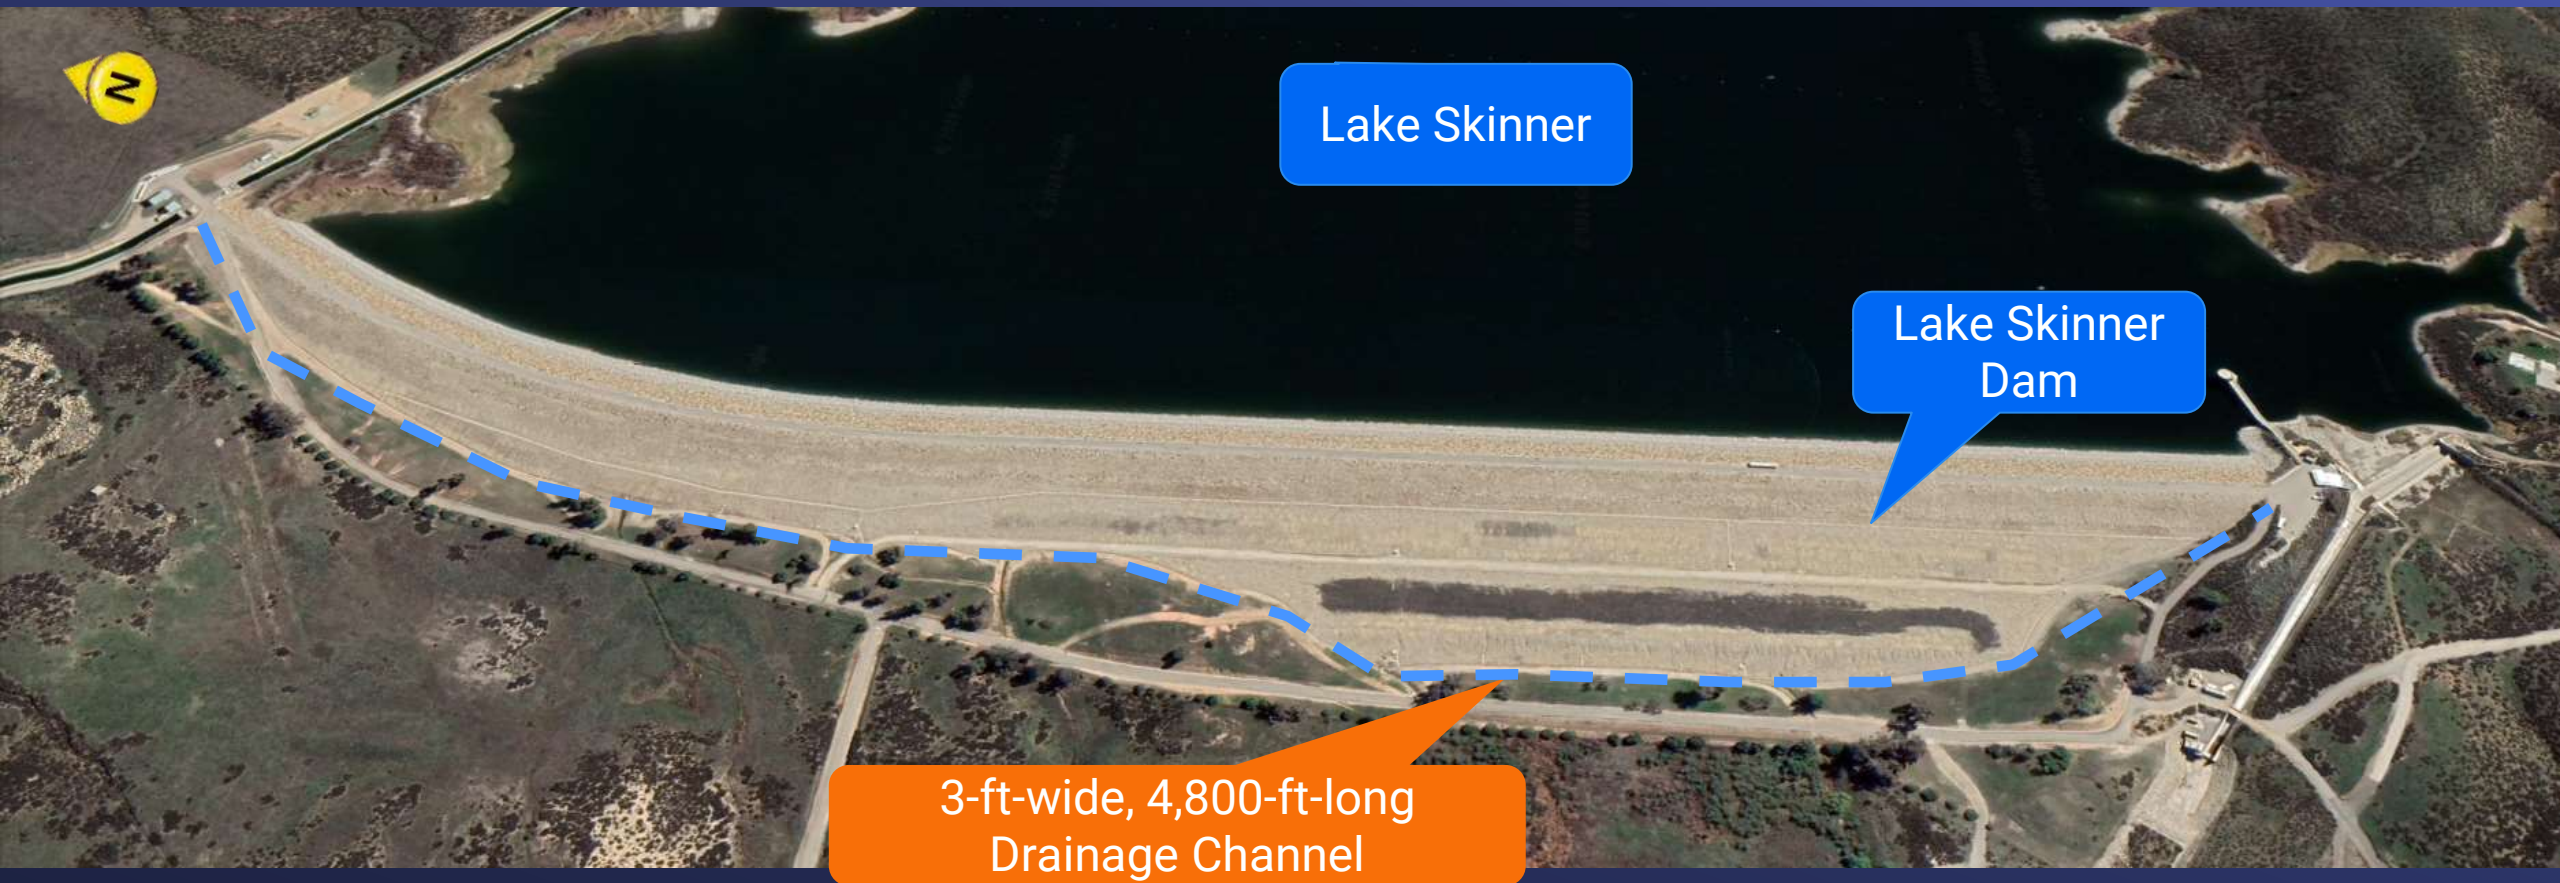 N
Lake Skinner
Lake Skinner
Dam
3-ft-wide, 4,800-ft-long
Drainage Channel